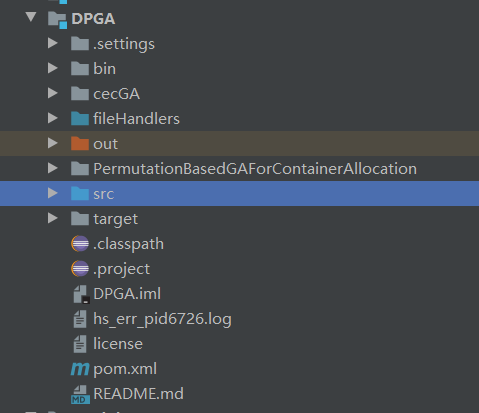 DPGA
.settings
bin
cecGA
fileHandlers
out
PermutationBasedGAForContainerAllocation
src
target
.classpath
.project
DPGA.iml
hs_err_pid6726.log
license
pom.xml
README.md